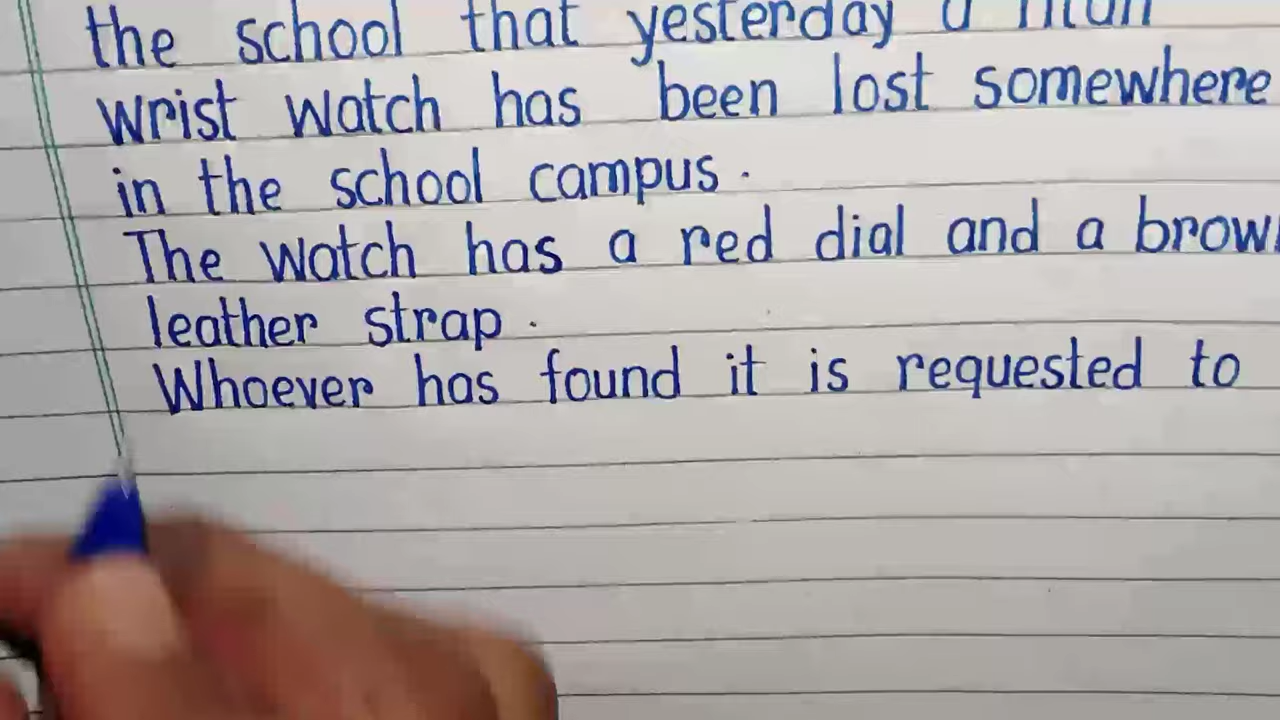 the school that yesterday a
wrist watch has been lost somewhere
in the school campus.
The watch has a red dial and a brow
leather strap.
Whoever has found it is requested to